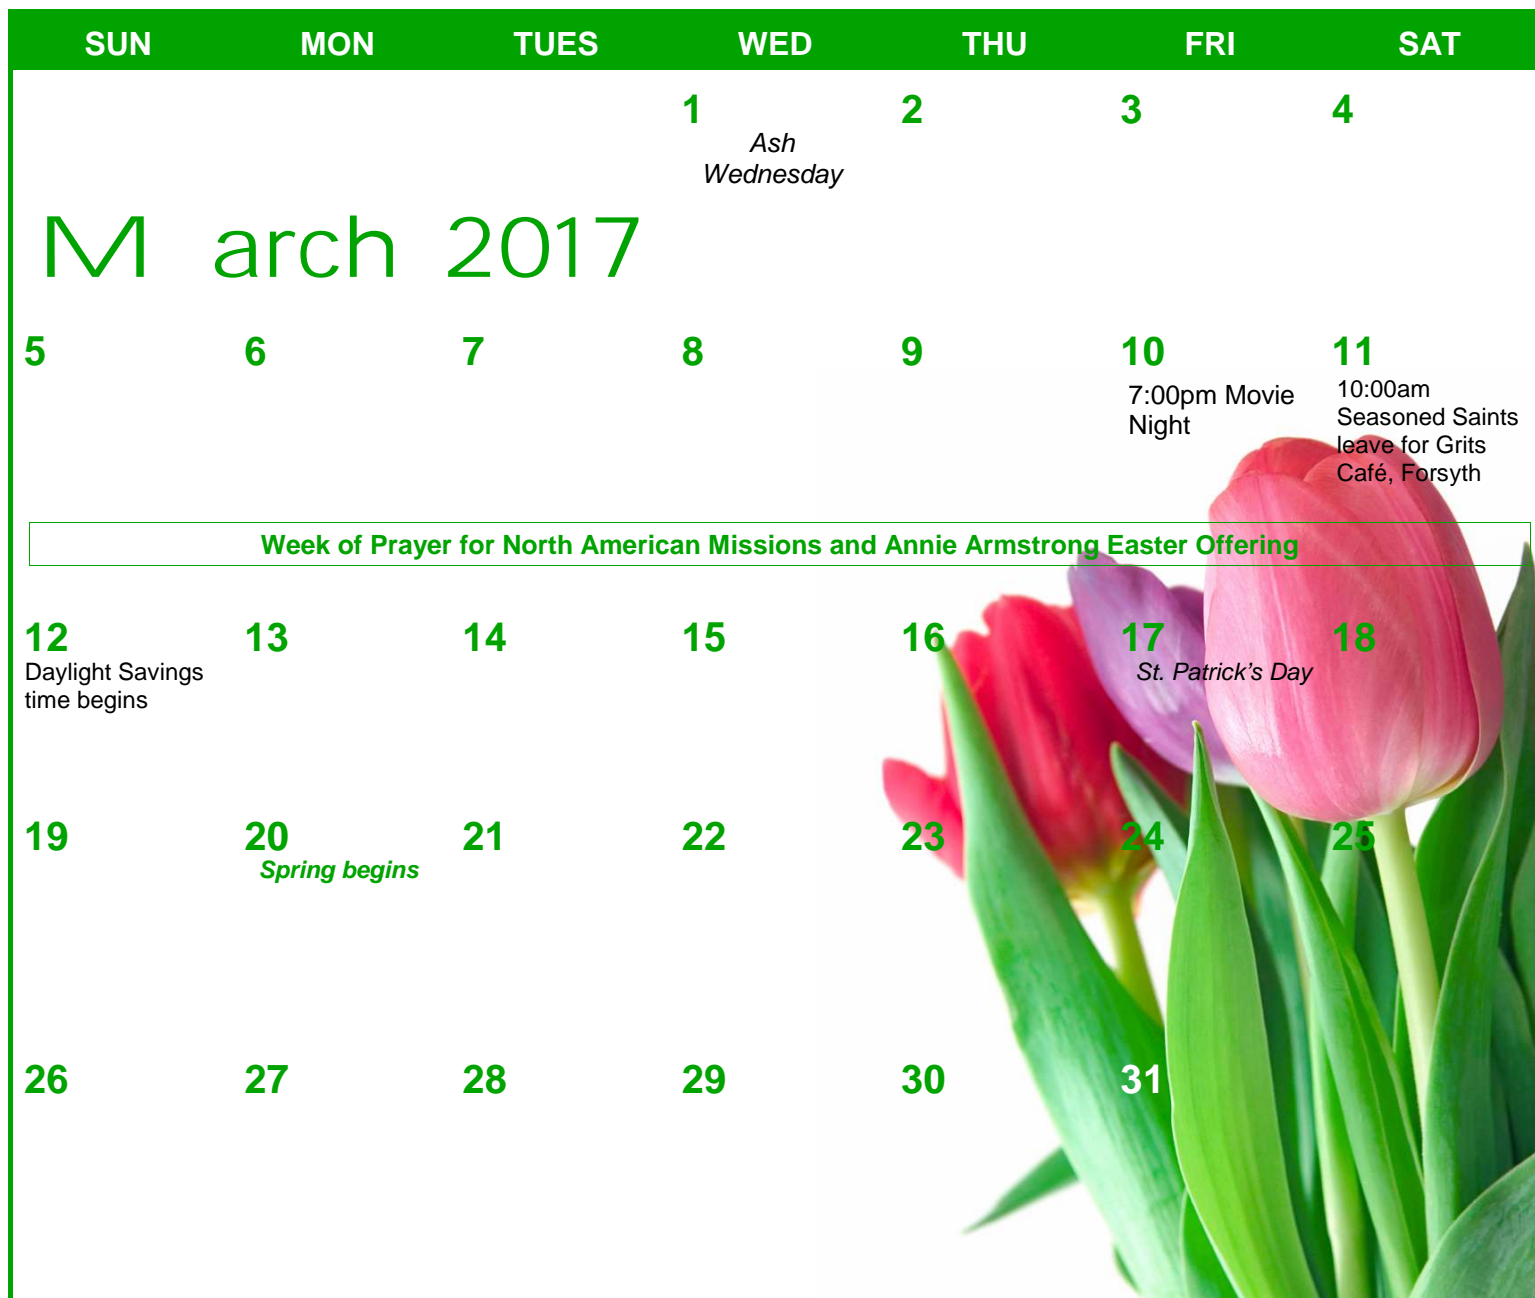 SUN MON TUES WED THU FRI SAT
1 2 3 4
Ash
Wednesday
March 2017
5 6 7 8 9 10 11
7:00pm Movie
Night
10:00am
Seasoned Saints
leave for Grits
Café, Forsyth
Week of Prayer for North American Missions and Annie Armstrong Easter Offering
12 13 14 15 16 17 18
Daylight Savings
time begins
St. Patrick’s Day
19 20 21 22 23 24 25
Spring begins
26 27 28 29 30 31